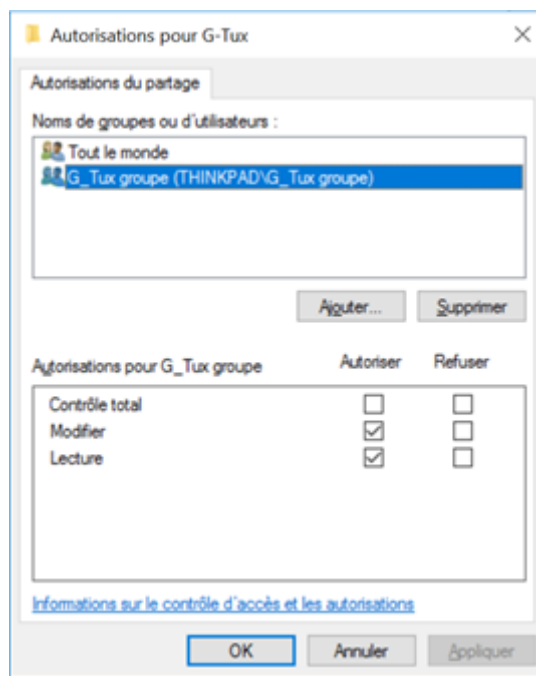 Autorisations pour G-Tux
Autorisations du partage
Noms de groupes ou d'utilisateurs :
Tout le monde
G_Tux groupe (THINKPAD\G_Tux groupe)
Ajouter...
Supprimer
Autorisations pour G_Tux groupe Autoriser Refuser
Contrôle total
Modifier
Lecture
Informations sur le contrôle d'accès et les autorisations
OK
Annuler
Appliquer